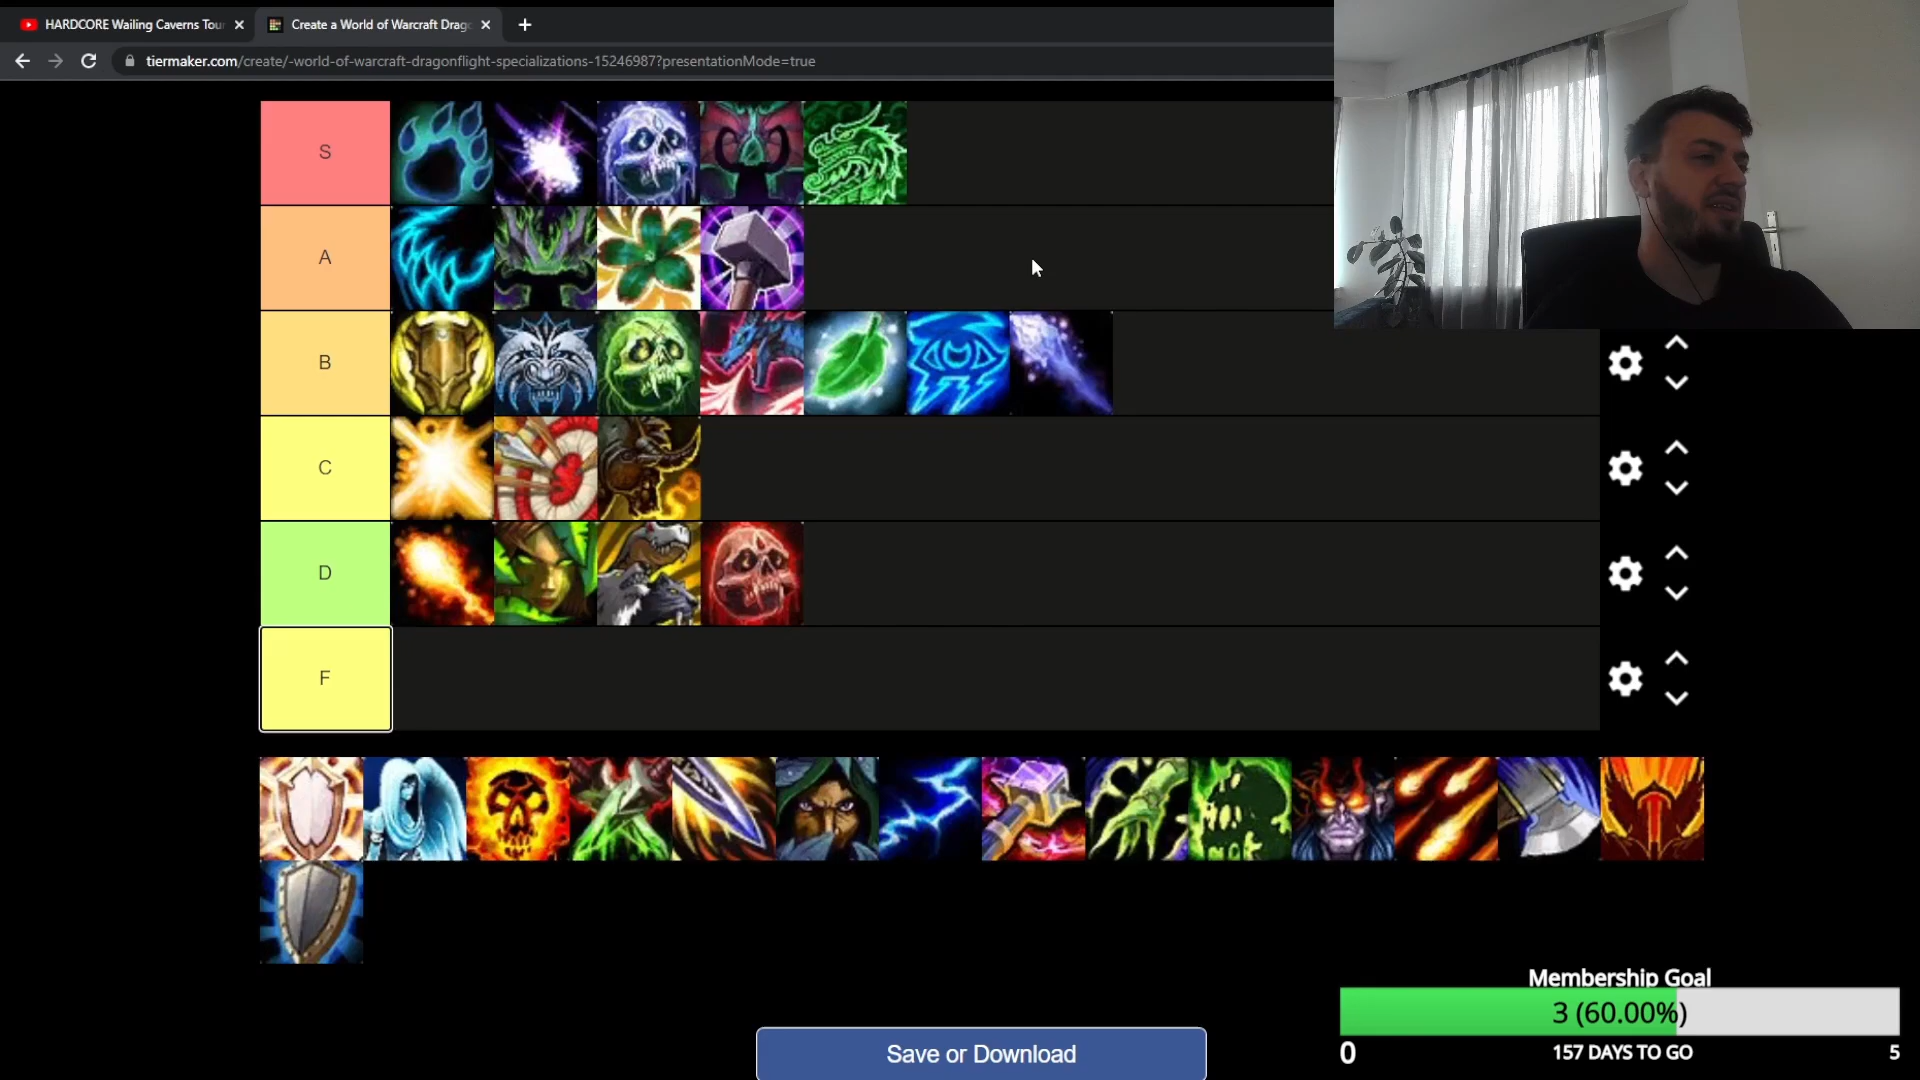 HARDCORE Wailing Caverns Tour
Create a World of Warcraft Drag
tiermaker.com/create/-world-of-warcraft-dragonflight-specializations-15246987?presentationMode=true
S
A
B
C
D
F
Membership Goal
3 (60.00%)
0
157 DAYS TO GO
5
Save or Download